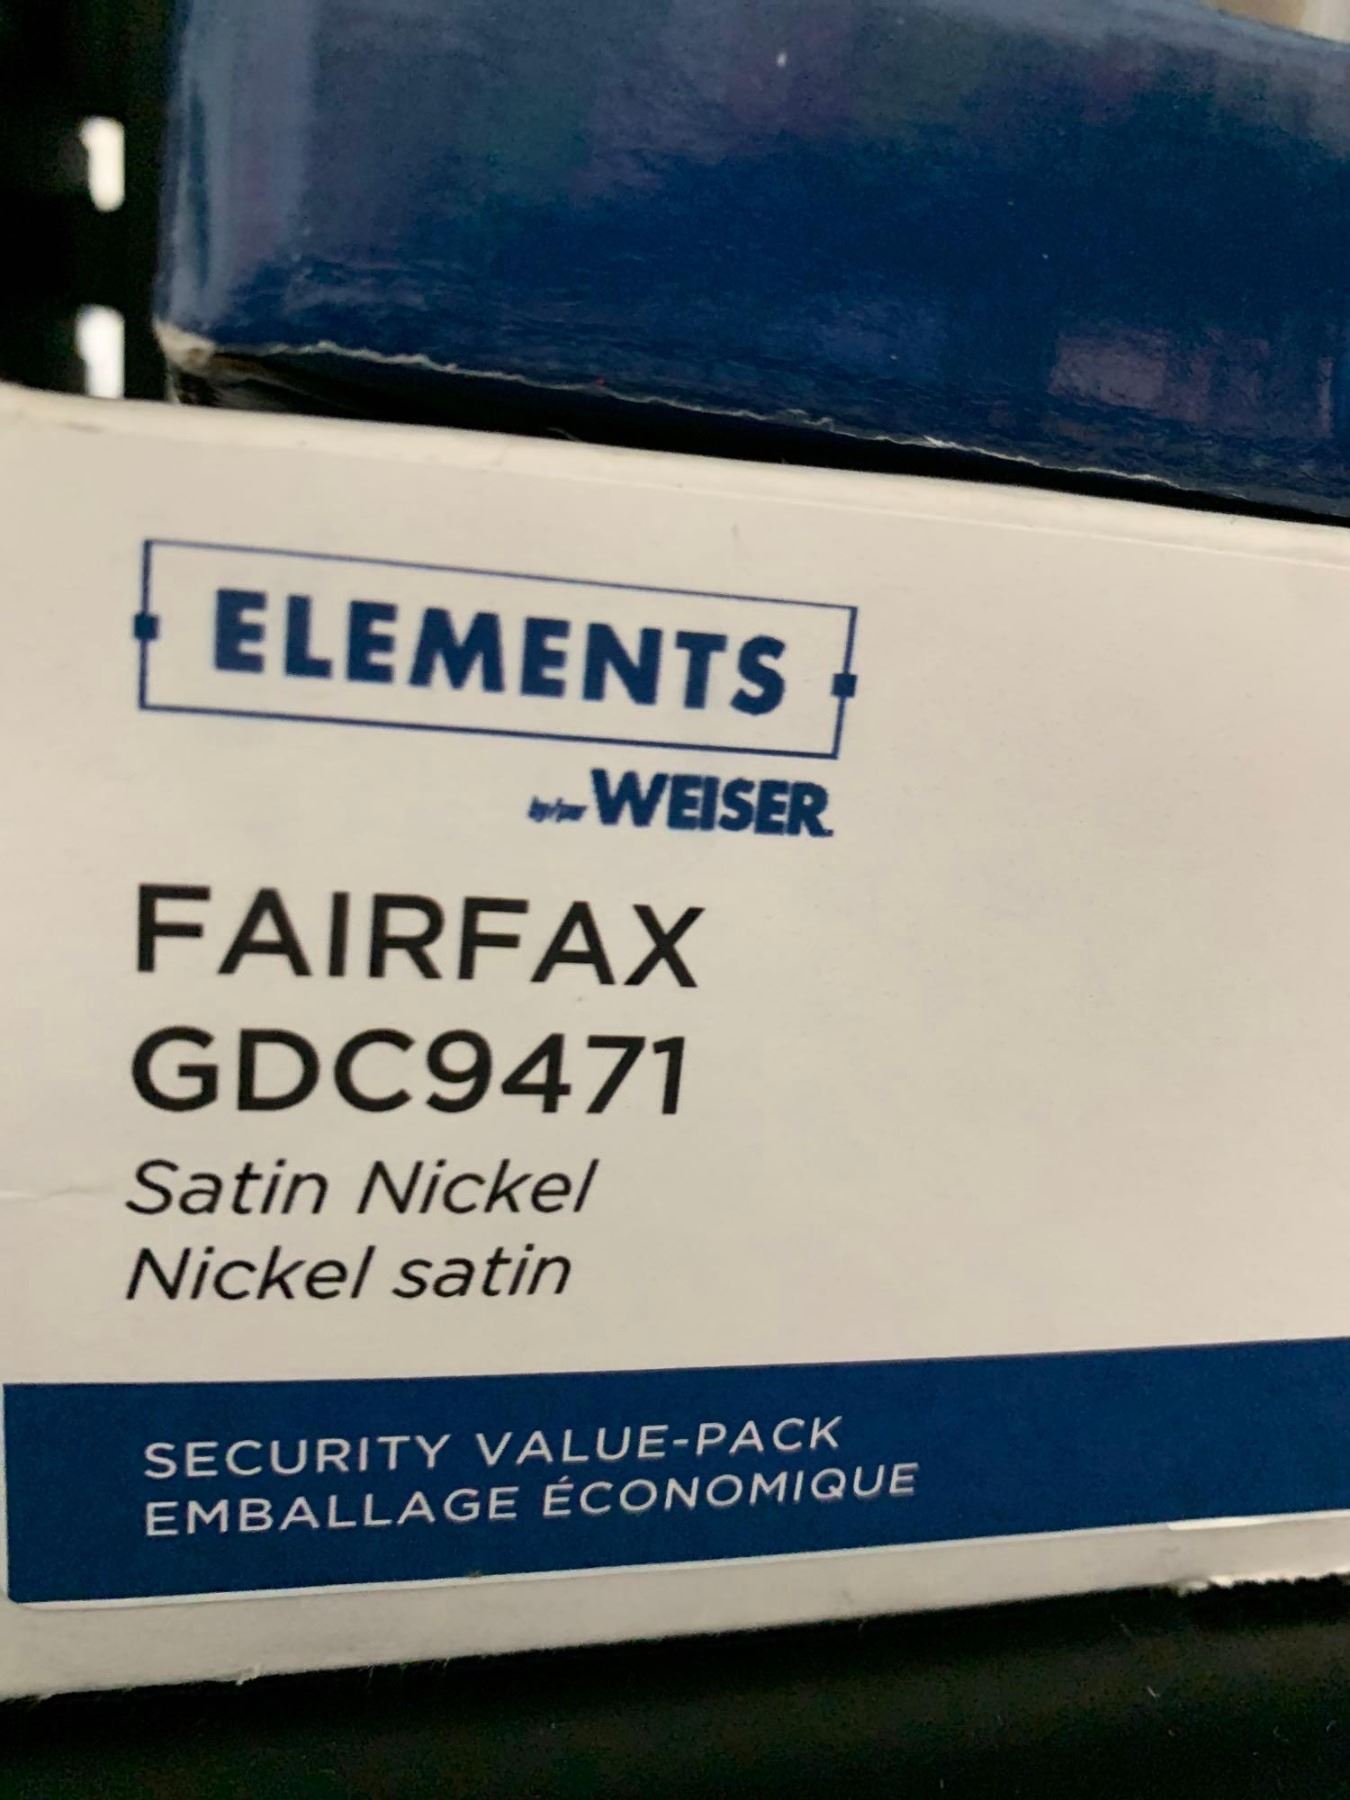 ELEMENTS
by/par WEISER
FAIRFAX
GDC9471
Satin Nickel
Nickel satin
SECURITY VALUE-PACK
EMBALLAGE ÉCONOMIQUE